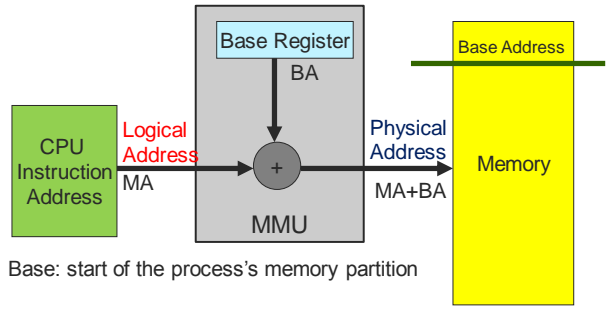 Base Register
BA
Base Address
CPU
Instruction
Address
Logical
Address
MA
+
MMU
Physical
Address
MA+BA
Memory
Base: start of the process's memory partition